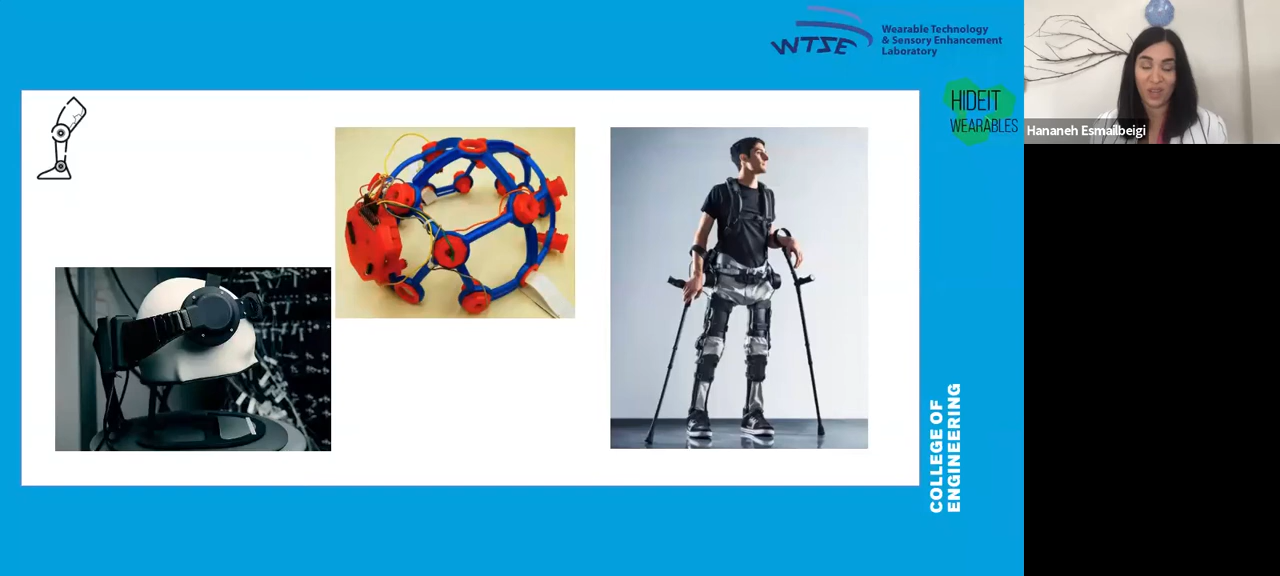 WTSE
Wearable Technology
& Sensory Enhancement
Laboratory
HIDEIT
WEARABLES
Hananeh Esmailbeigi
COLLEGE OF
ENGINEERING